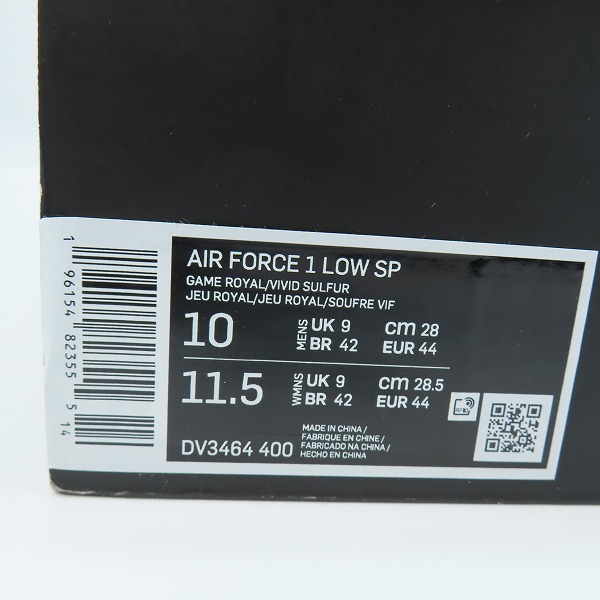 1 96154 82355 5 14
AIR FORCE 1 LOW SP
GAME ROYAL/VIVID SULFUR
JEU ROYAL/JEU ROYAL/SOUFRE VIF
10 MENS UK 9 cm 28
BR 42 EUR 44
11.5 WMNS UK 9 cm 28.5
BR 42 EUR 44
DV3464 400
MADE IN CHINA/
FABRIQUE EN CHINE/
FABRICADO NA CHINA/
HECHO EN CHINA
RFID